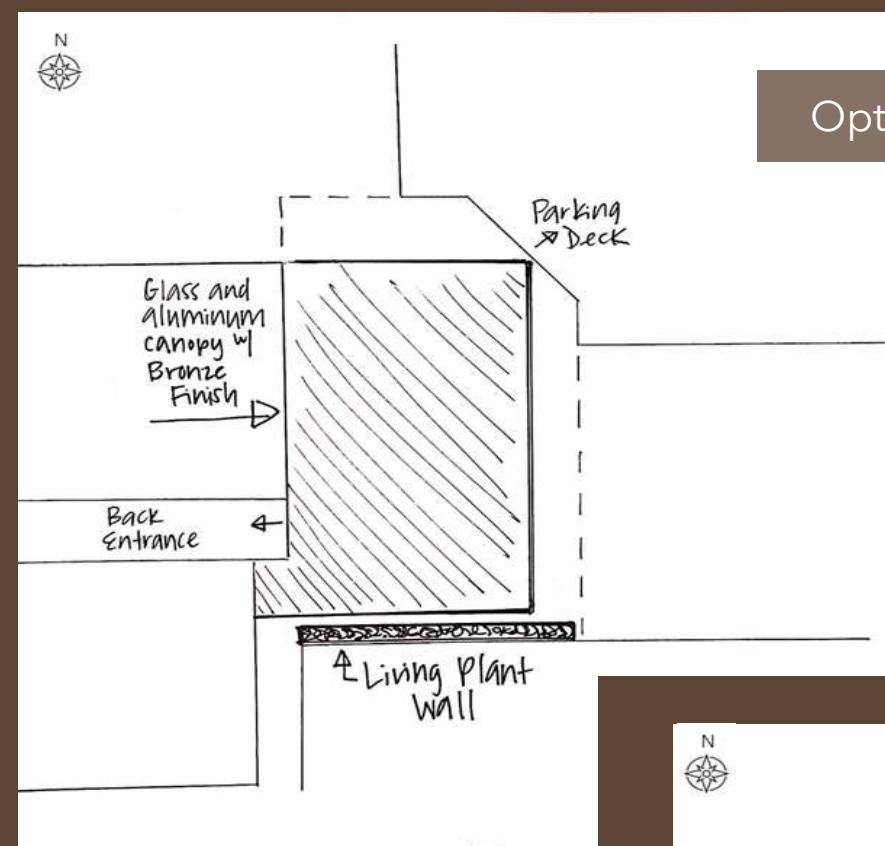 N
Opt
Parking
Deck
Glass and
aluminum
canopy w/
Bronze
Finish
Back
Entrance
Living Plant
Wall
N